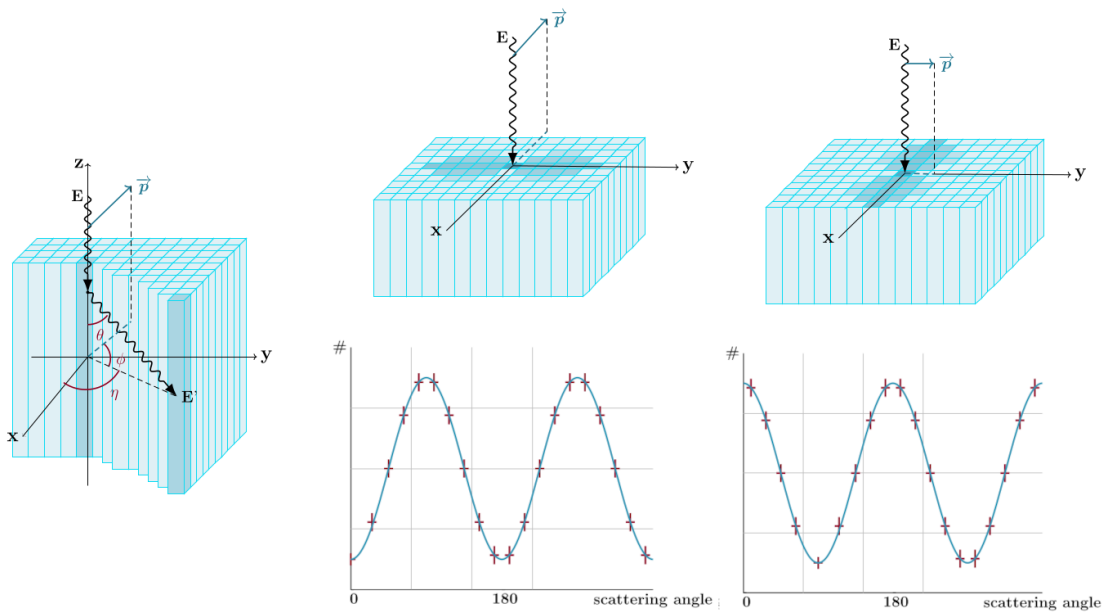 z
E
p
θ
ϕ
η
E'
y
x
E
p
y
x
#
0
180
scattering angle
E
p
y
x
#
0
180
scattering angle